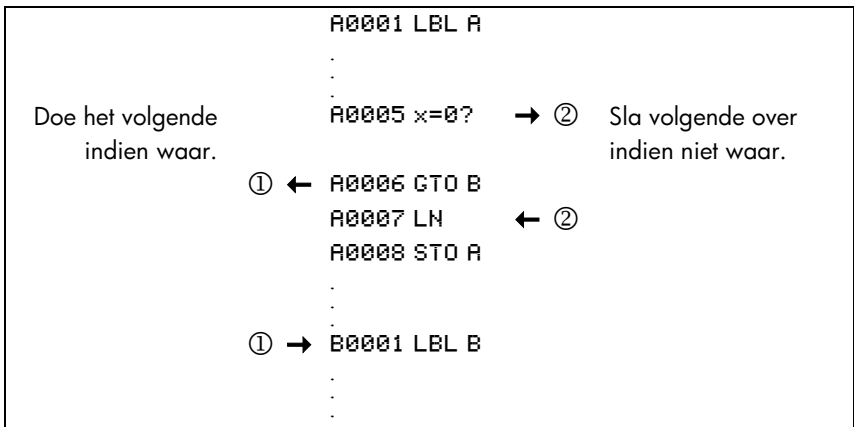 A0001 LBL A
.
.
.
Doe het volgende A0005 x=0? → ② Sla volgende over
indien waar. indien niet waar.
① ← A0006 GTO B
A0007 LN ← ②
A0008 STO A
.
.
.
① → B0001 LBL B
.
.
.